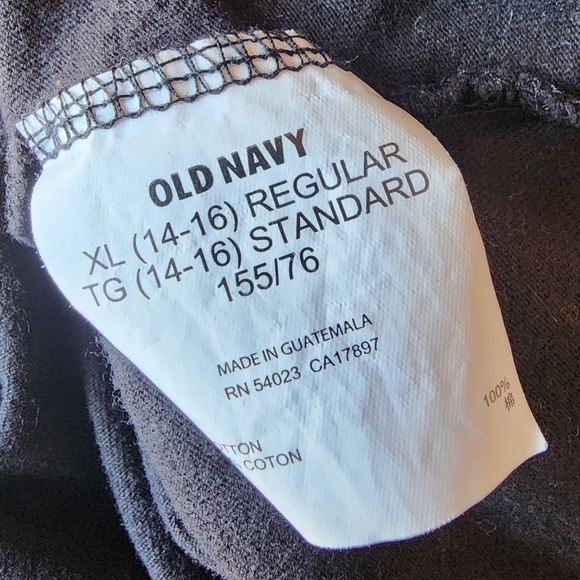 OLD NAVY
XL (14-16) REGULAR
TG (14-16) STANDARD
155/76
MADE IN GUATEMALA
RN 54023 CA17897
100%
棉
TTON
COTON